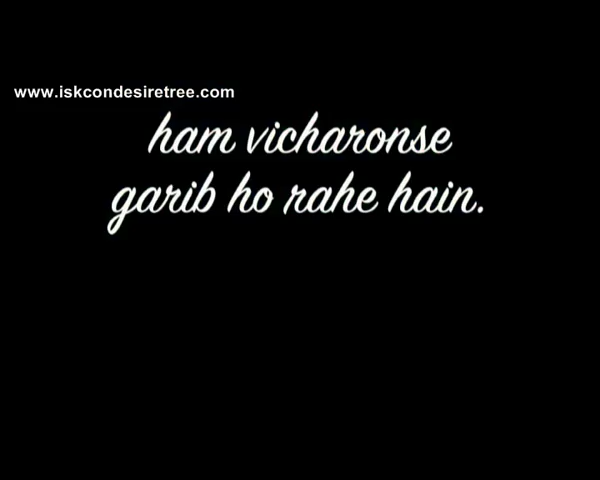 www.iskcondesiretree.com
ham vicharonse
garib ho rahe hain.